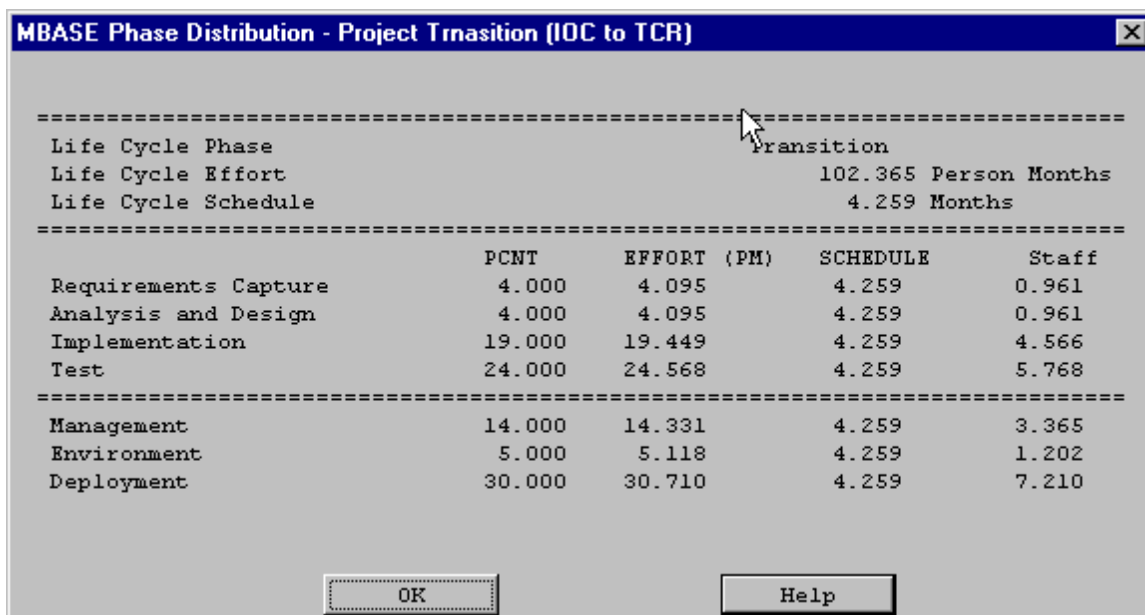 MBASE Phase Distribution - Project Trnasition (IOC to TCR)
================================================================================
Life Cycle Phase Transition
Life Cycle Effort 102.365 Person Months
Life Cycle Schedule 4.259 Months
================================================================================
PCNT EFFORT (PM) SCHEDULE Staff
Requirements Capture 4.000 4.095 4.259 0.961
Analysis and Design 4.000 4.095 4.259 0.961
Implementation 19.000 19.449 4.259 4.566
Test 24.000 24.568 4.259 5.768
================================================================================
Management 14.000 14.331 4.259 3.365
Environment 5.000 5.118 4.259 1.202
Deployment 30.000 30.710 4.259 7.210
OK Help